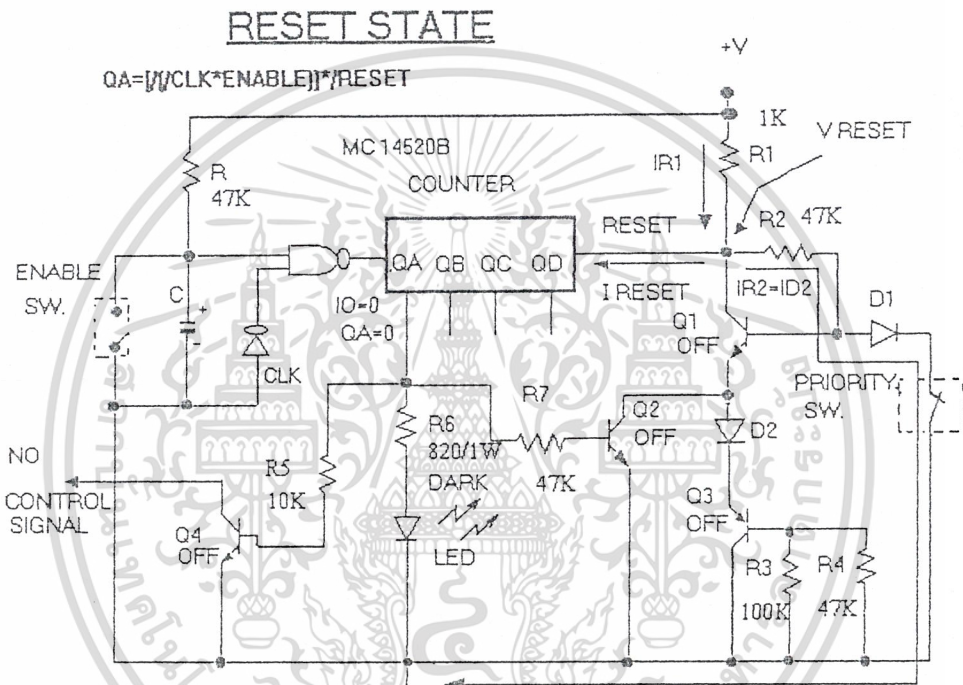 RESET STATE
+V
QA=[/(/CLK*ENABLE)]*/RESET
1K
V RESET
MC14520B
IR1
R1
R
47K
COUNTER
RESET
R2
47K
ENABLE
SW.
QA
QB
QC
QD
I RESET
IR2=ID2
D1
C
+
-
IO=0
QA=0
Q1
OFF
CLK
PRIORITY
SW.
R7
Q2
OFF
D2
R6
820/1W
NO
CONTROL
SIGNAL
R5
10K
DARK
47K
Q3
OFF
Q4
OFF
LED
R3
R4
100K
47K